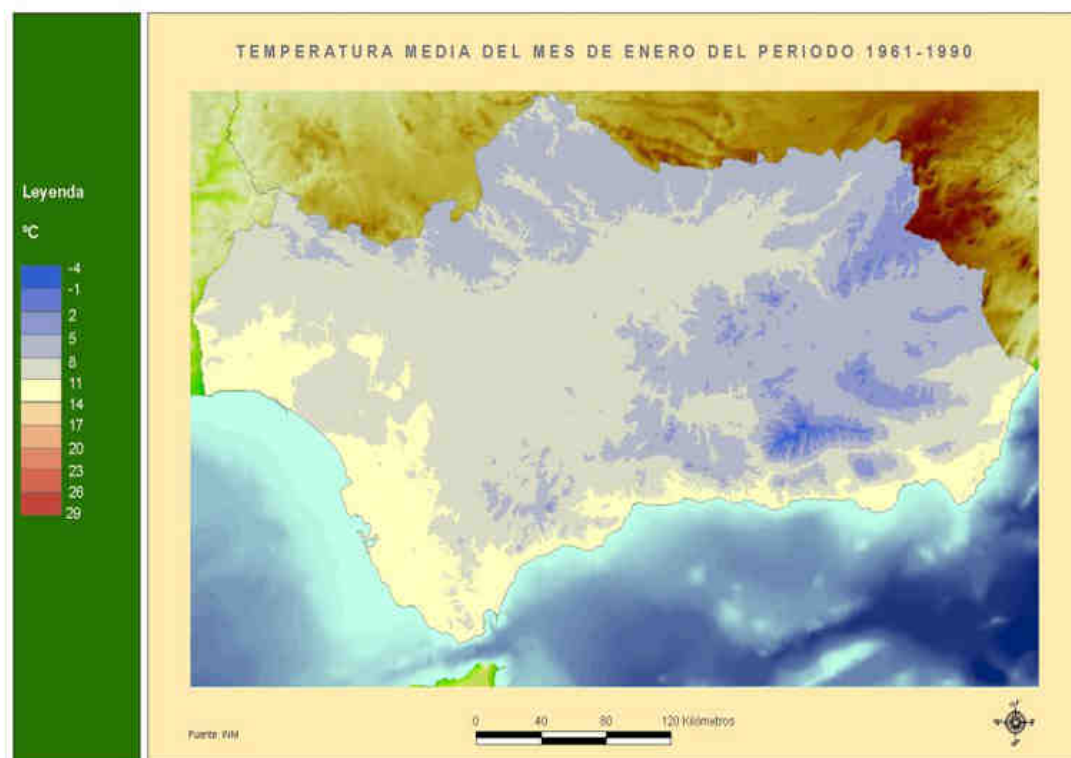 TEMPERATURA MEDIA DEL MES DE ENERO DEL PERIODO 1961-1990
Leyenda
ºC
-4
-1
2
5
8
11
14
17
20
23
26
29
0 40 80 120 Kilómetros
Fuente: INM